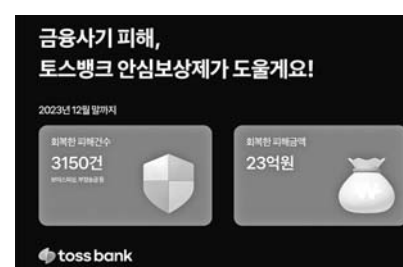 금융사기 피해,
토스뱅크 안심보상제가 도울게요!
2023년 12월 말까지
회복한 피해건수
3150건
회복한 피해금액
23억원
toss bank